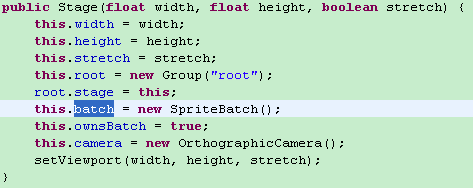 public Stage(float width, float height, boolean stretch) {
this.width = width;
this.height = height;
this.stretch = stretch;
this.root = new Group("root");
root.stage = this;
this.batch = new SpriteBatch();
this.ownsBatch = true;
this.camera = new OrthographicCamera();
setViewport(width, height, stretch);
}